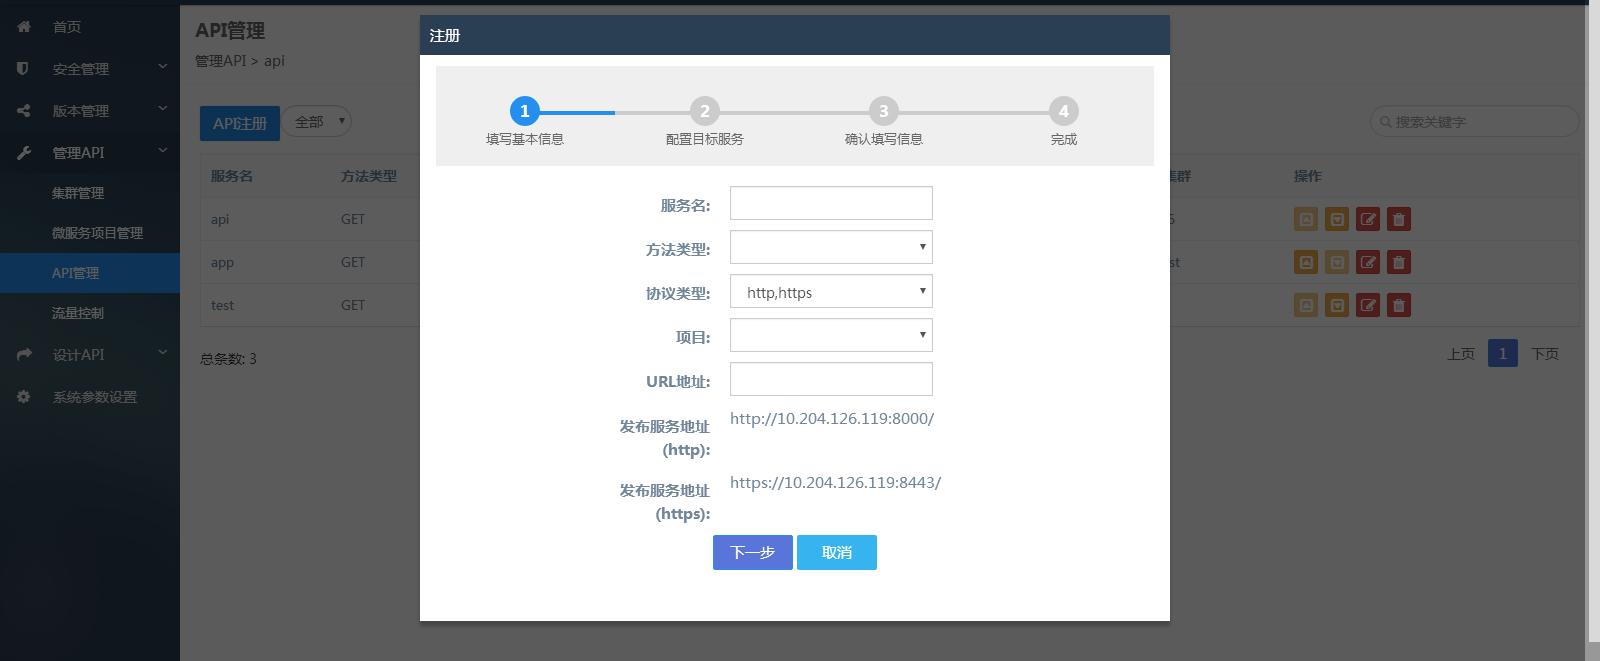 首页
安全管理
版本管理
管理API
集群管理
微服务项目管理
API管理
流量控制
设计API
系统参数设置
API管理
管理API > api
API注册 全部 搜索关键字
服务名 方法类型 集群 操作
api GET
app GET st
test GET
总条数: 3 上页 1 下页
注册
1 2 3 4
填写基本信息 配置目标服务 确认填写信息 完成
服务名:
方法类型:
协议类型: http,https
项目:
URL地址:
发布服务地址 http://10.204.126.119:8000/
(http):
发布服务地址 https://10.204.126.119:8443/
(https):
下一步 取消